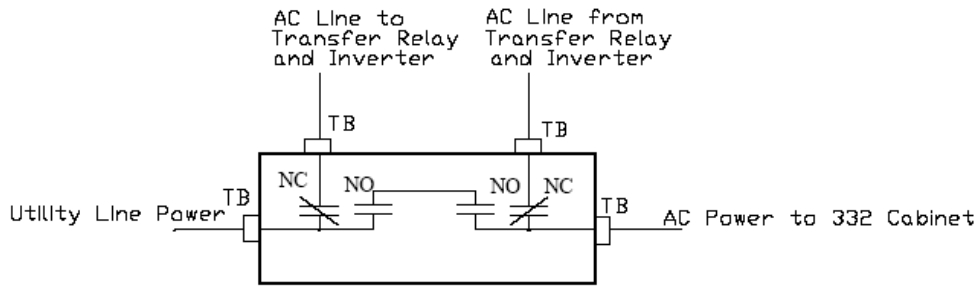 AC Line to
Transfer Relay
and Inverter
AC Line from
Transfer Relay
and Inverter
TB
TB
NC
NO
NO
NC
TB
TB
Utility Line Power
AC Power to 332 Cabinet